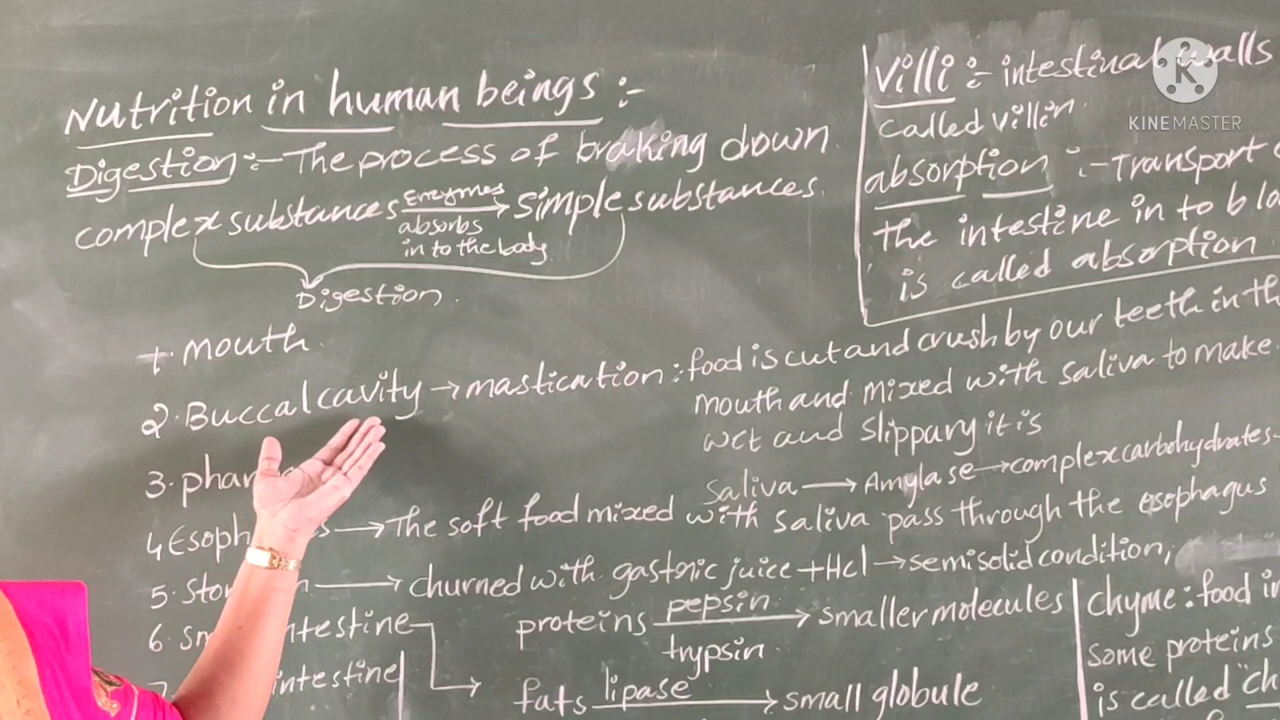 Nutrition in human beings :-
Digestion :- The process of braking down
complex substances Enzymes simple substances.
absorbs
in to the body
Digestion.
1. mouth.
2. Buccal cavity → mastication : food is cut and crush by our teeth in th
mouth and mixed with saliva to make
wet and slippury it is
3. phar
Saliva → Amylase → complex carbohydrates-
4 Esoph s → The soft food mixed with saliva pass through the esophagus
5. Sto → churned with gastric juice + Hcl → semisolid condition,
6. Sm intestine
proteins pepsin → smaller molecules
trypsin
7. intestine
fats lipase → small globule
Villi :- intestinal walls
called villin
absorption :- Transport
the intestine in to blo
is called absorption
chyme : food in
some proteins
is called "ch
K
KINEMASTER